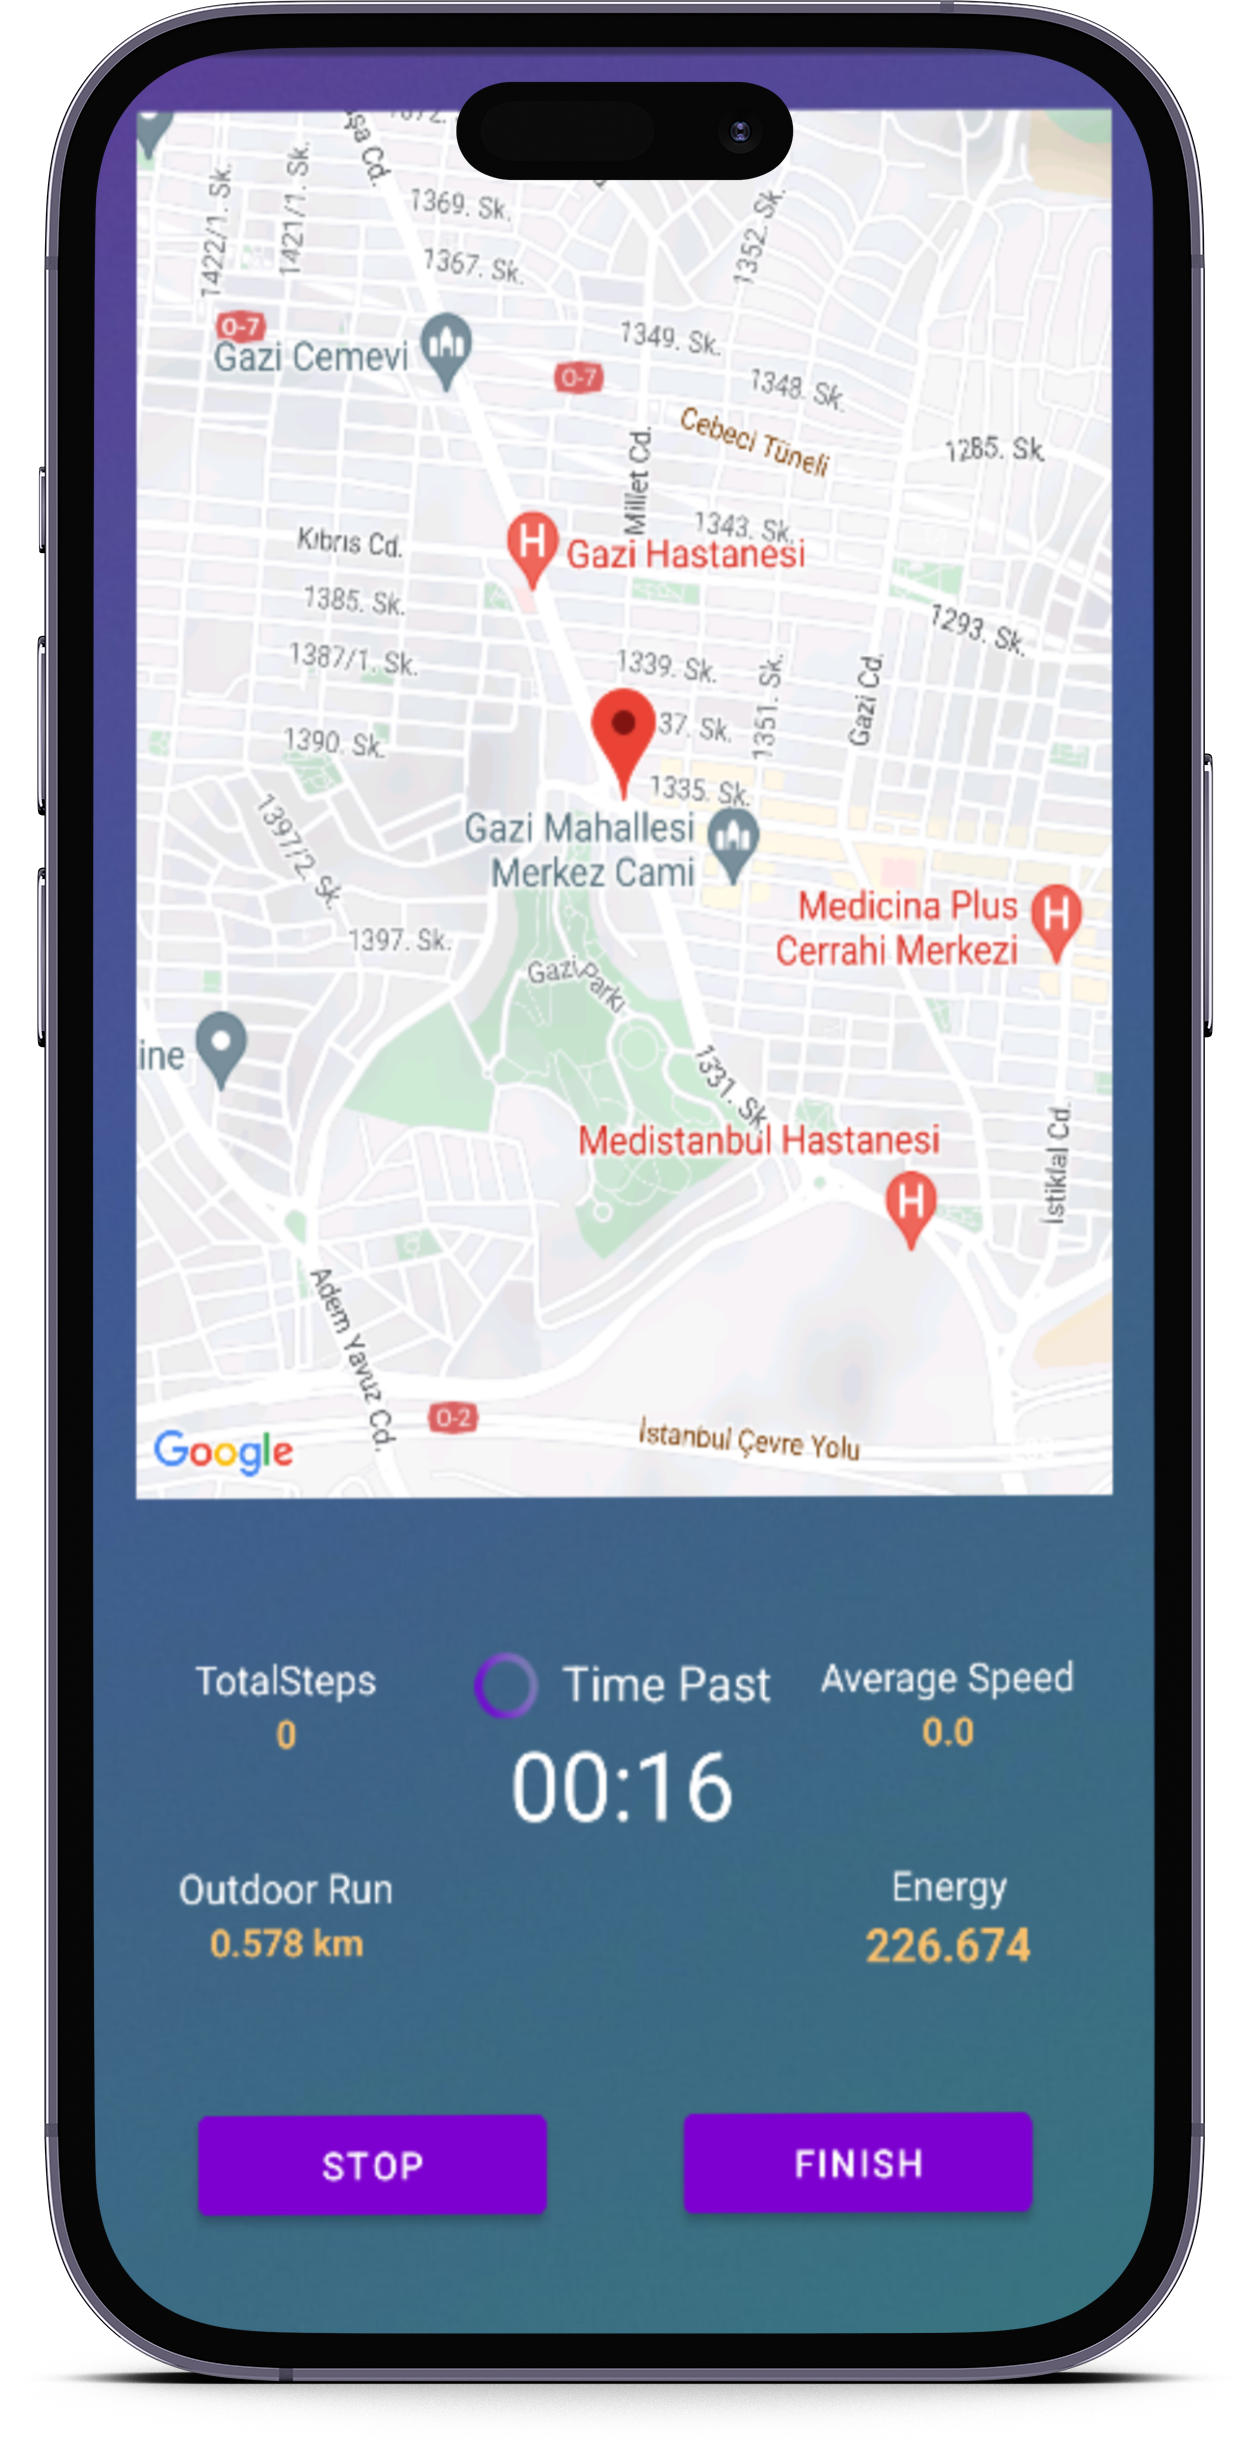 1422/1. Sk.
1421/1. Sk.
1369. Sk.
1367. Sk.
1352. Sk.
O-7
Gazi Cemevi
O-7
1349. Sk.
1348. Sk.
Cebeci Tüneli
Millet Cd.
1285. Sk.
Kıbrıs Cd.
1343. Sk.
H
Gazi Hastanesi
1385. Sk.
1293. Sk.
1387/1. Sk.
1339. Sk.
1351. Sk.
Gazi Cd.
37. Sk.
1390. Sk.
1335. Sk.
1397/2. Sk.
Gazi Mahallesi
Merkez Cami
Medicina Plus
Cerrahi Merkezi
H
1397. Sk.
Gazi Parkı
ine
1331. Sk.
Medistanbul Hastanesi
H
İstiklal Cd.
Adem Yavuz Cd.
O-2
İstanbul Çevre Yolu
Google
TotalSteps
0
Time Past
00:16
Average Speed
0.0
Outdoor Run
0.578 km
Energy
226.674
STOP
FINISH